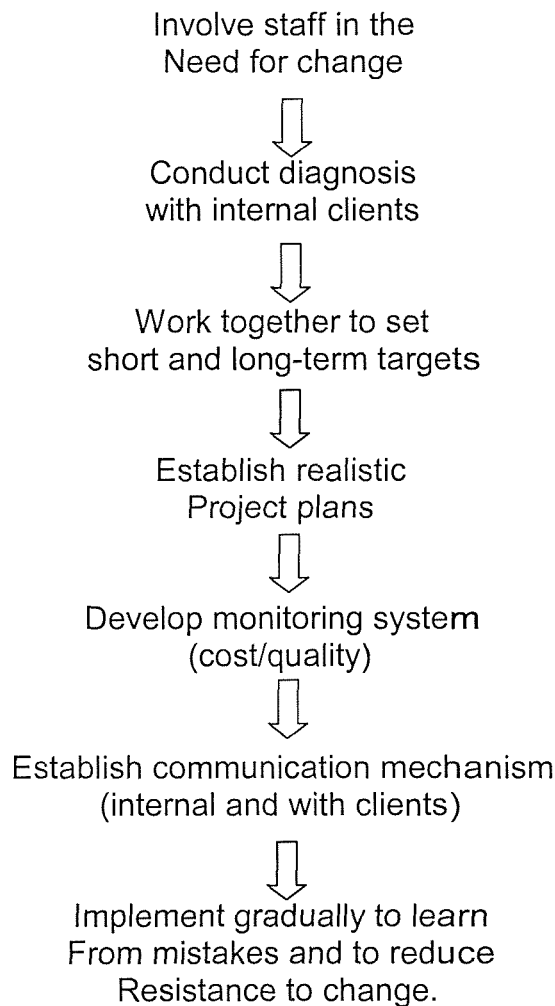 Involve staff in the
Need for change
Conduct diagnosis
with internal clients
Work together to set
short and long-term targets
Establish realistic
Project plans
Develop monitoring system
(cost/quality)
Establish communication mechanism
(internal and with clients)
Implement gradually to learn
From mistakes and to reduce
Resistance to change.